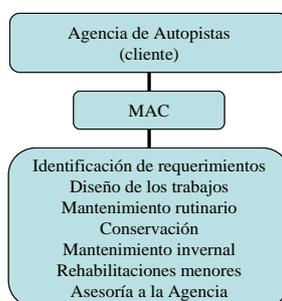 Agencia de Autopistas
(cliente)
MAC
Identificación de requerimientos
Diseño de los trabajos
Mantenimiento rutinario
Conservación
Mantenimiento invernal
Rehabilitaciones menores
Asesoría a la Agencia